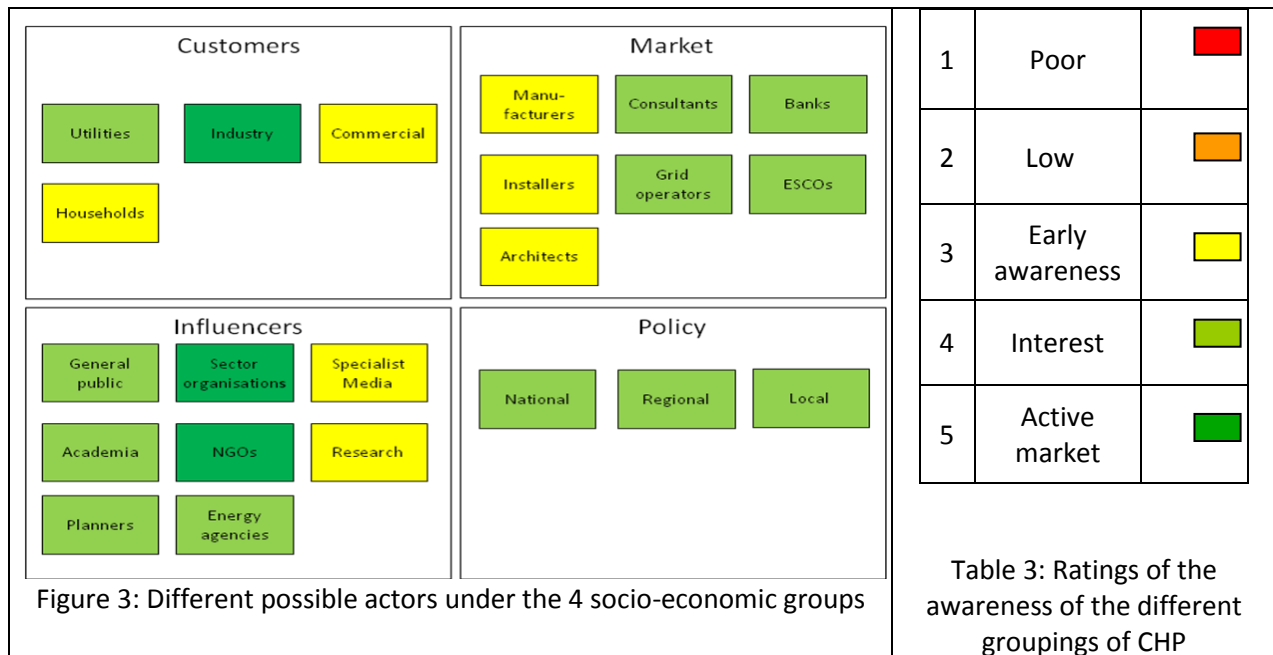 Customers
Utilities
Industry
Commercial
Households
Market
Manu-
facturers
Consultants
Banks
Installers
Grid
operators
ESCOs
Architects
Influencers
General
public
Sector
organisations
Specialist
Media
Academia
NGOs
Research
Planners
Energy
agencies
Policy
National
Regional
Local
Figure 3: Different possible actors under the 4 socio-economic groups
1 Poor
2 Low
3 Early
awareness
4 Interest
5 Active
market
Table 3: Ratings of the
awareness of the different
groupings of CHP